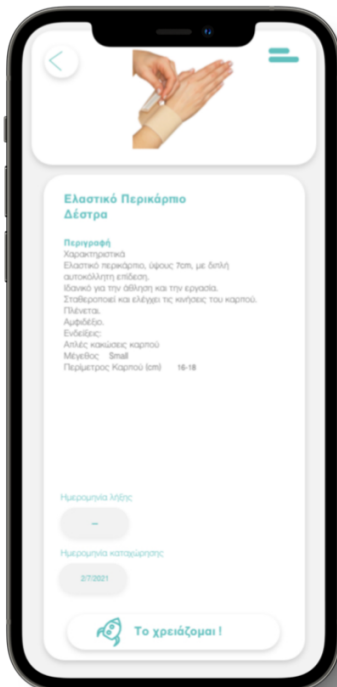 Ελαστικό Περικάρπιο
Δέστρα
Περιγραφή
Χαρακτηριστικά
Ελαστικό περικάρπιο, ύψους 7cm, με διπλή
αυτοκόλλητη επίδεση.
Ιδανικό για την άθληση και την εργασία.
Σταθεροποιεί και ελέγχει τις κινήσεις του καρπού.
Πλένεται.
Αμφιδέξιο.
Ενδείξεις:
Απλές κακώσεις καρπού
Μέγεθος Small
Περίμετρος Καρπού (cm) 16-18
Ημερομηνία λήξης
--
Ημερομηνία καταχώρησης
2/7/2021
Το χρειάζομαι !